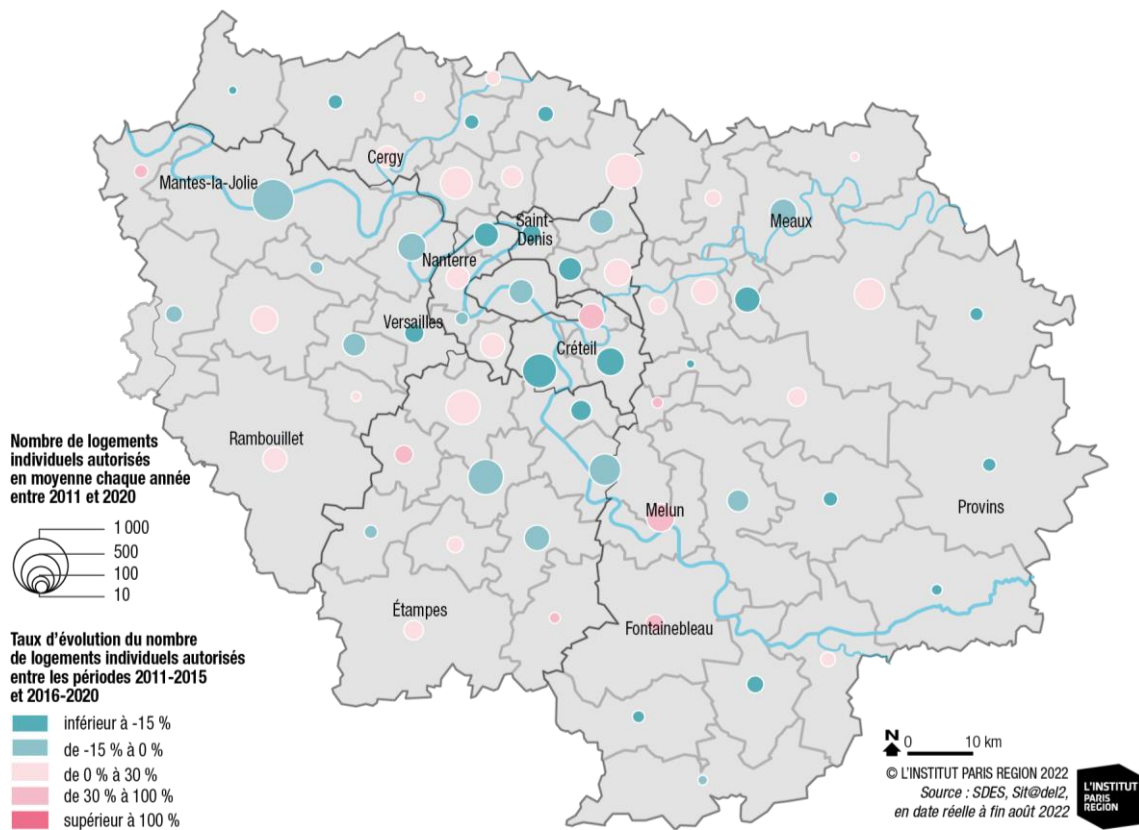 Cergy
Mantes-la-Jolie
Saint-
Denis
Meaux
Nanterre
Versailles
Créteil
Rambouillet
Melun
Provins
Étampes
Fontainebleau
Nombre de logements
individuels autorisés
en moyenne chaque année
entre 2011 et 2020
1 000
500
100
10
Taux d'évolution du nombre
de logements individuels autorisés
entre les périodes 2011-2015
et 2016-2020
inférieur à -15 %
de -15 % à 0 %
de 0 % à 30 %
de 30 % à 100 %
supérieur à 100 %
N 0 10 km
© L'INSTITUT PARIS REGION 2022
Source : SDES, Sit@del2,
en date réelle à fin août 2022
L'INSTITUT
PARIS
REGION